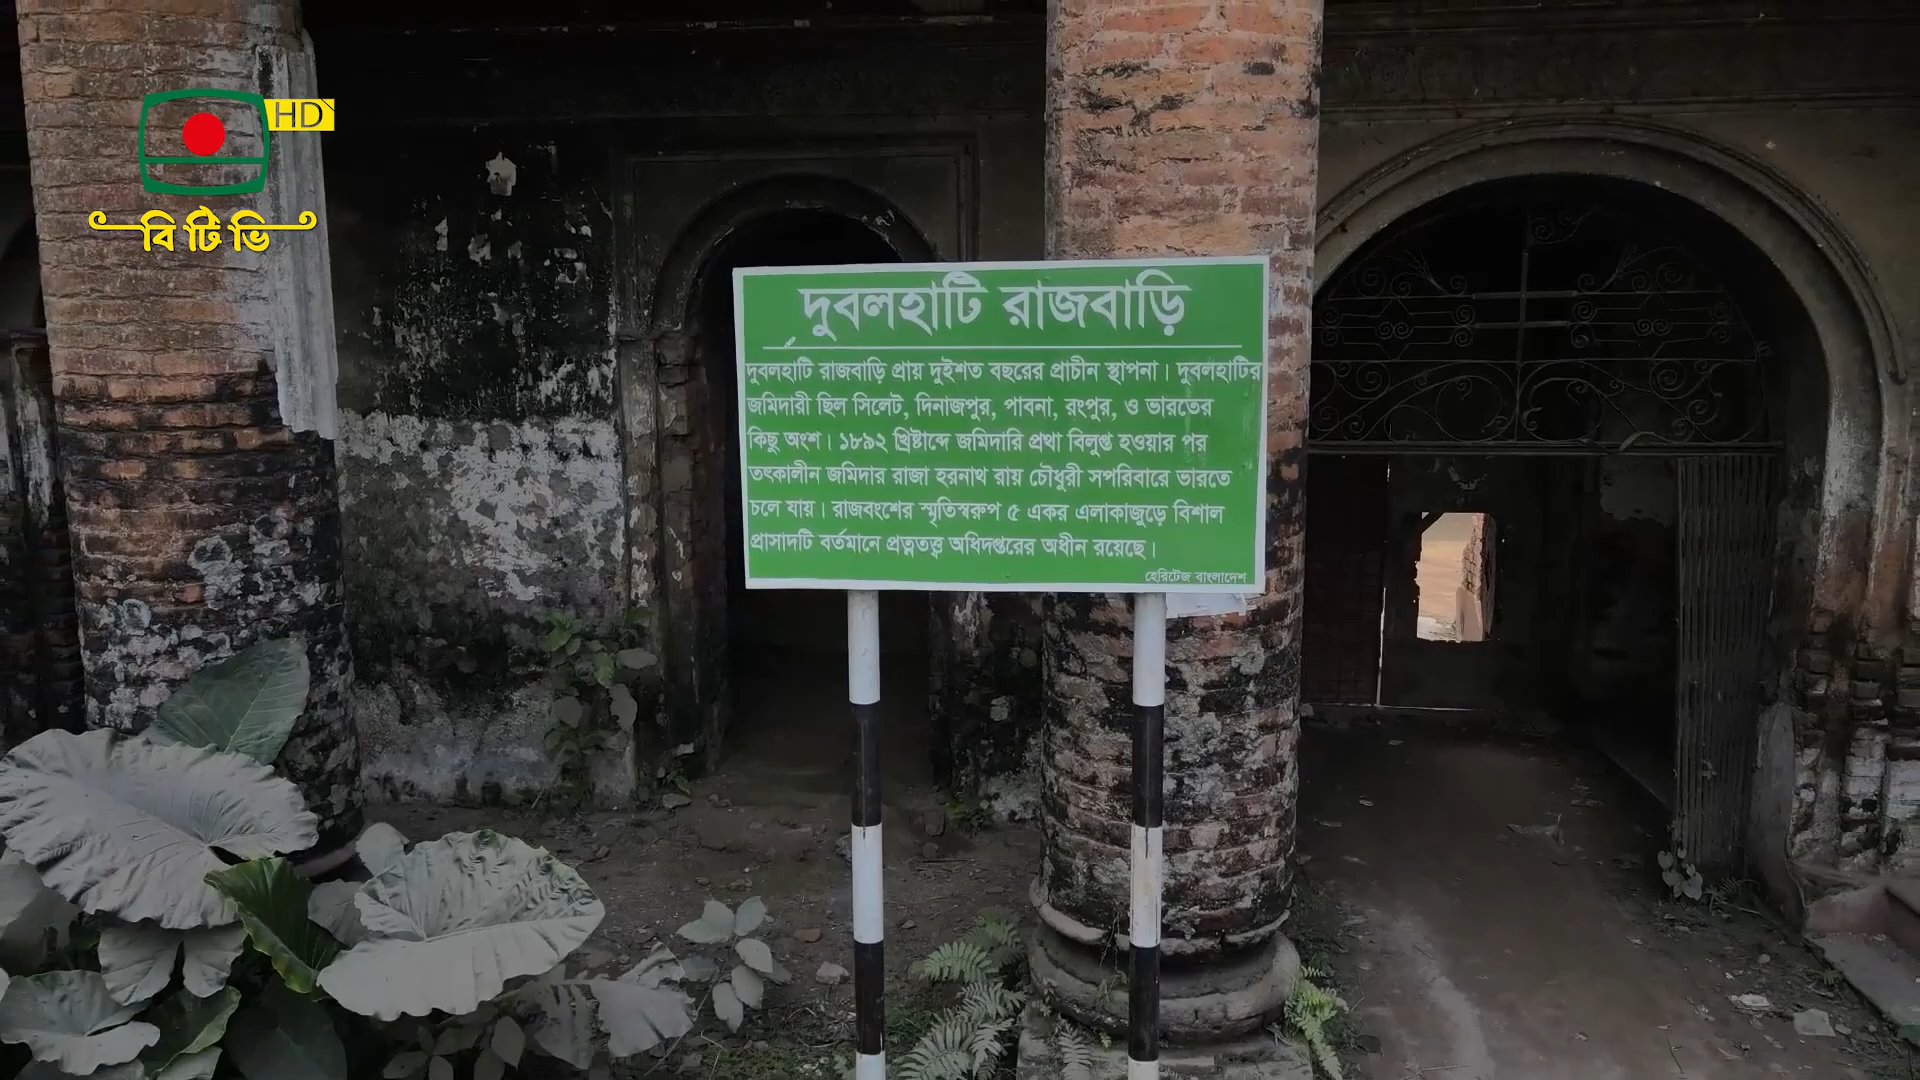 HD
বিটিভি
দুবলহাটি রাজবাড়ি
দুবলহাটি রাজবাড়ি প্রায় দুইশত বছরের প্রাচীন স্থাপনা। দুবলহাটির
জমিদারী ছিল সিলেট, দিনাজপুর, পাবনা, রংপুর, ও ভারতের
কিছু অংশ। ১৮৯২ খ্রিষ্টাব্দে জমিদারি প্রথা বিলুপ্ত হওয়ার পর
তৎকালীন জমিদার রাজা হরনাথ রায় চৌধুরী সপরিবারে ভারতে
চলে যায়। রাজবংশের স্মৃতিস্বরুপ ৫ একর এলাকাজুড়ে বিশাল
প্রাসাদটি বর্তমানে প্রত্নতত্ত্ব অধিদপ্তরের অধীন রয়েছে।
হেরিটেজ বাংলাদেশ